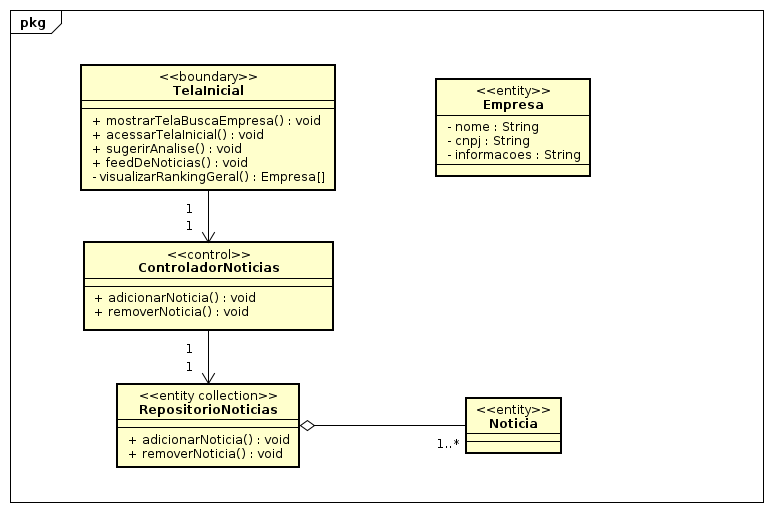 pkg
<<boundary>>
TelaInicial
+ mostrarTelaBuscaEmpresa() : void
+ acessarTelaInicial() : void
+ sugerirAnalise() : void
+ feedDeNoticias() : void
- visualizarRankingGeral() : Empresa[]
<<entity>>
Empresa
- nome : String
- cnpj : String
- informacoes : String
1
1
<<control>>
ControladorNoticias
+ adicionarNoticia() : void
+ removerNoticia() : void
1
1
<<entity collection>>
RepositorioNoticias
+ adicionarNoticia() : void
+ removerNoticia() : void
<<entity>>
Noticia
1..*